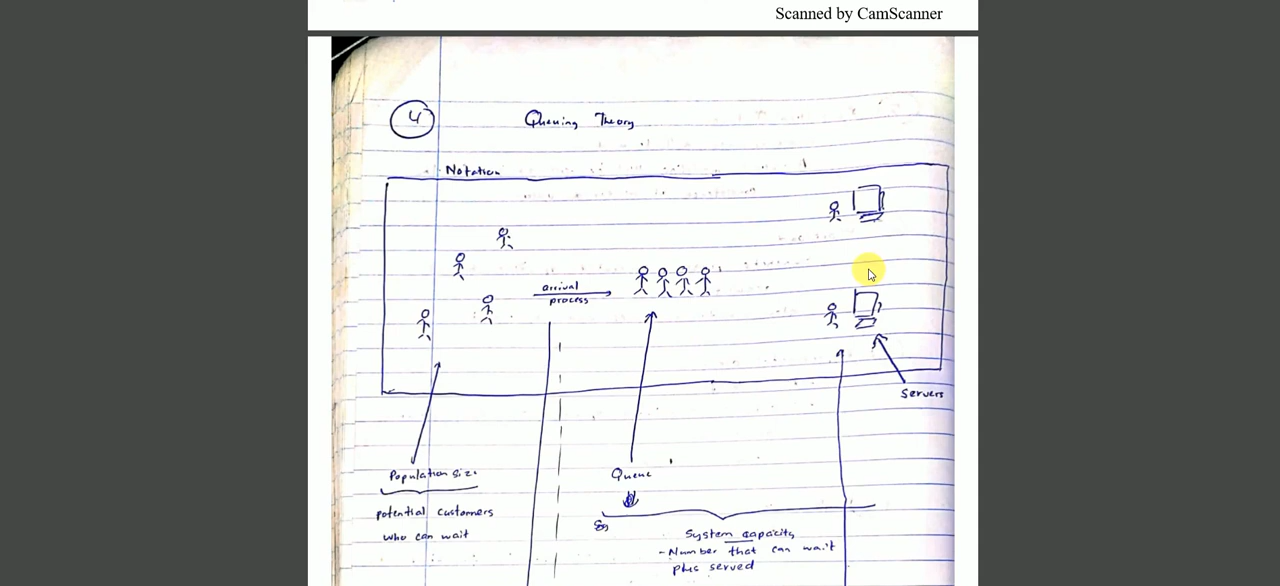 Scanned by CamScanner
4
Queuing Theory
Notation
arrival
process
Servers
Population size
Queue
potential customers
who can wait
System capacity
- Number that can wait
plus served